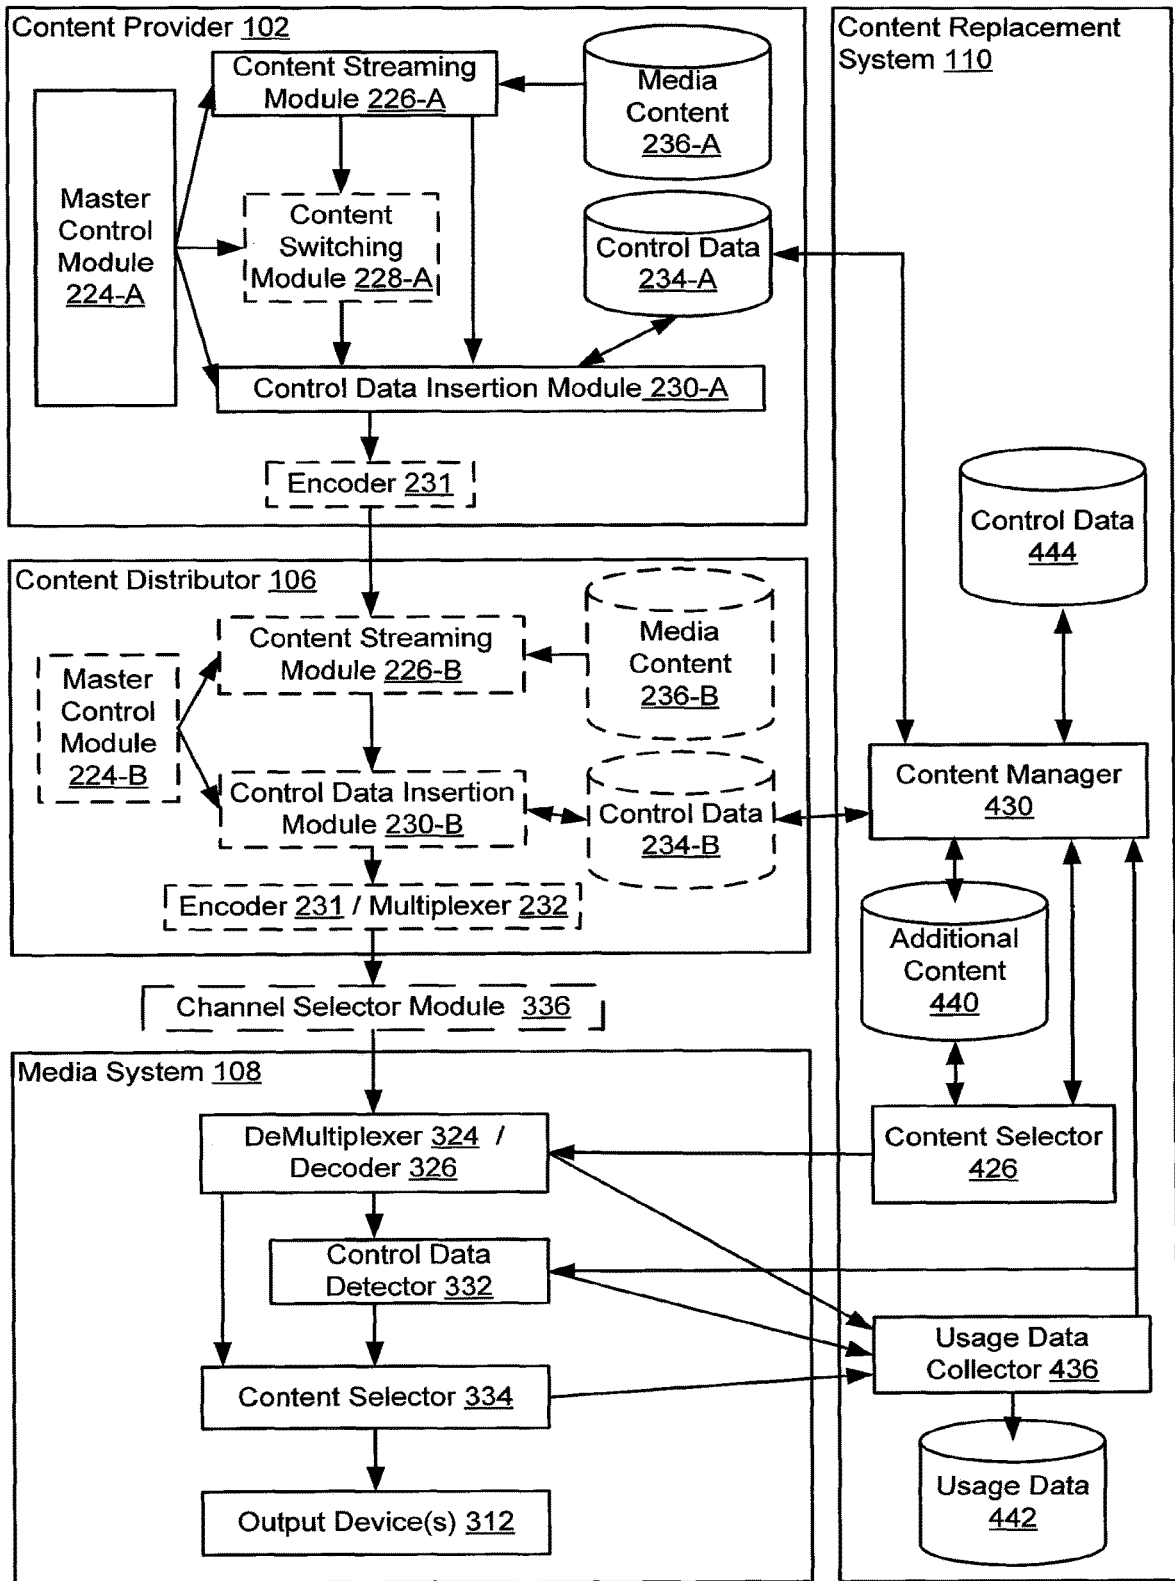 Content Provider 102
Content Streaming
Module 226-A
Media
Content
236-A
Master
Control
Module
224-A
Content
Switching
Module 228-A
Control Data
234-A
Control Data Insertion Module 230-A
Encoder 231
Content Distributor 106
Content Streaming
Module 226-B
Media
Content
236-B
Master
Control
Module
224-B
Control Data Insertion
Module 230-B
Control Data
234-B
Encoder 231 / Multiplexer 232
Channel Selector Module 336
Media System 108
DeMultiplexer 324 /
Decoder 326
Control Data
Detector 332
Content Selector 334
Output Device(s) 312
Content Replacement
System 110
Control Data
444
Content Manager
430
Additional
Content
440
Content Selector
426
Usage Data
Collector 436
Usage Data
442